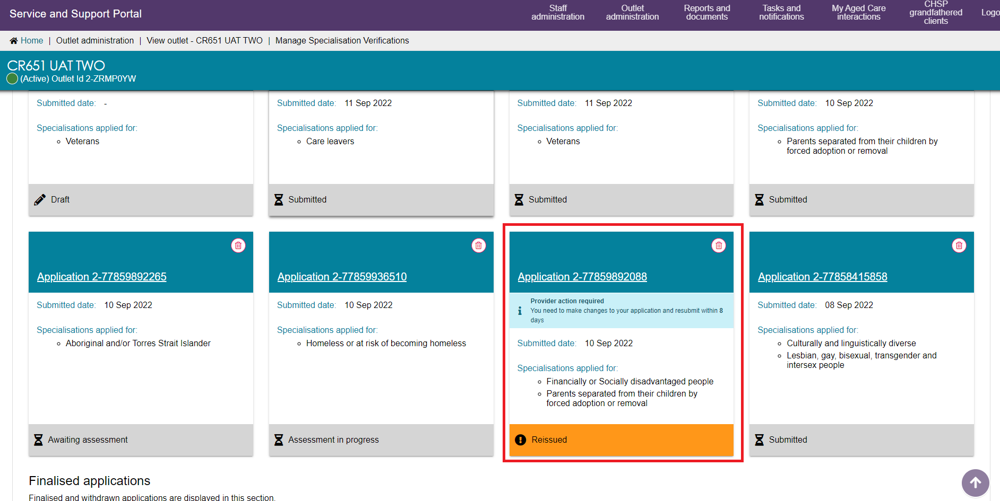 Service and Support Portal
Staff administration
Outlet administration
Reports and documents
Tasks and notifications
My Aged Care interactions
CHSP grandfathered clients
Logo
Home | Outlet administration | View outlet - CR651 UAT TWO | Manage Specialisation Verifications
CR651 UAT TWO
(Active) Outlet Id 2-ZRMP0YW
Submitted date: -
Specialisations applied for:
Veterans
Draft
Submitted date: 11 Sep 2022
Specialisations applied for:
Care leavers
Submitted
Submitted date: 11 Sep 2022
Specialisations applied for:
Veterans
Submitted
Submitted date: 10 Sep 2022
Specialisations applied for:
Parents separated from their children by
forced adoption or removal
Submitted
Application 2-77859892265
Submitted date: 10 Sep 2022
Specialisations applied for:
Aboriginal and/or Torres Strait Islander
Awaiting assessment
Application 2-77859936510
Submitted date: 10 Sep 2022
Specialisations applied for:
Homeless or at risk of becoming homeless
Assessment in progress
Application 2-77859892088
Provider action required
You need to make changes to your application and resubmit within 8
days
Submitted date: 10 Sep 2022
Specialisations applied for:
Financially or Socially disadvantaged people
Parents separated from their children by
forced adoption or removal
Reissued
Application 2-77858415858
Submitted date: 08 Sep 2022
Specialisations applied for:
Culturally and linguistically diverse
Lesbian, gay, bisexual, transgender and
intersex people
Submitted
Finalised applications
Finalised and withdrawn applications are displayed in this section.